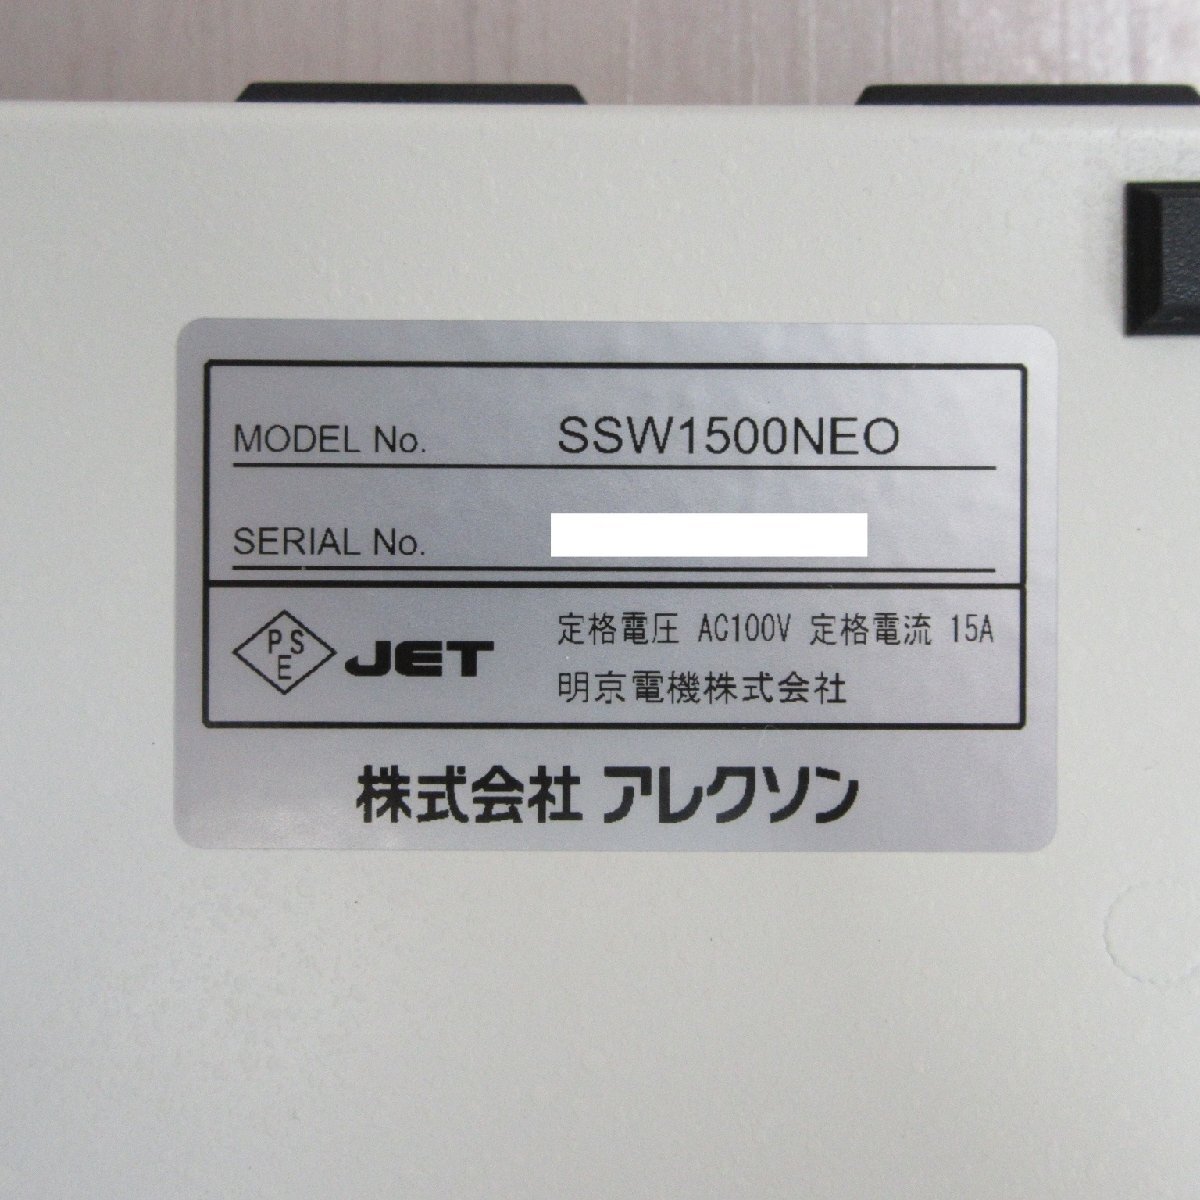 MODEL No. SSW1500NEO
SERIAL No.
PSE JET 定格電圧 AC100V 定格電流 15A
明京電機株式会社
株式会社 アレクソン